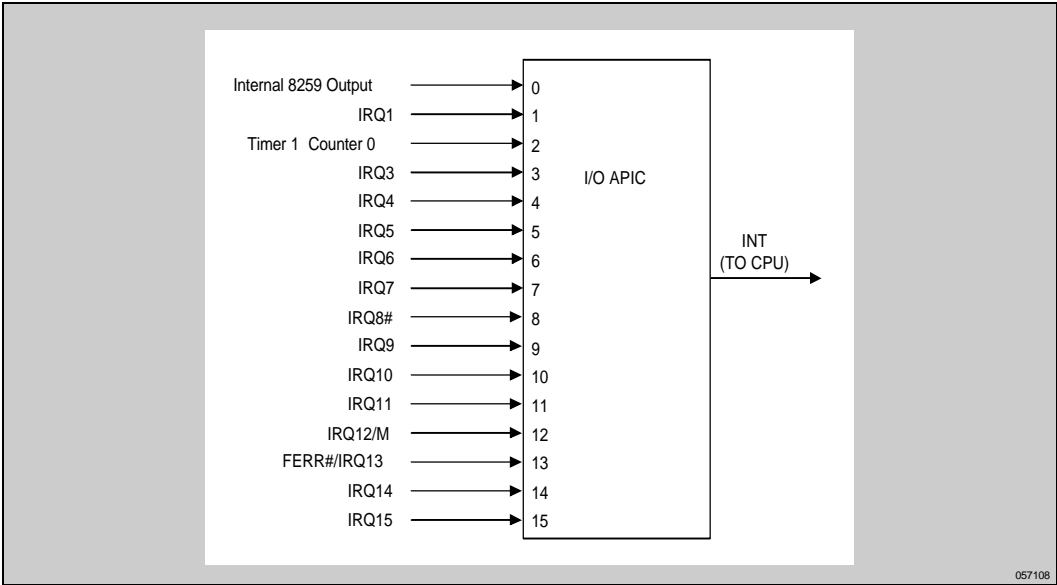 Internal 8259 Output 0
IRQ1 1
Timer 1 Counter 0 2
IRQ3 3
I/O APIC
IRQ4 4
IRQ5 5
INT
IRQ6 6
(TO CPU)
IRQ7 7
IRQ8# 8
IRQ9 9
IRQ10 10
IRQ11 11
IRQ12/M 12
FERR#/IRQ13 13
IRQ14 14
IRQ15 15
057108